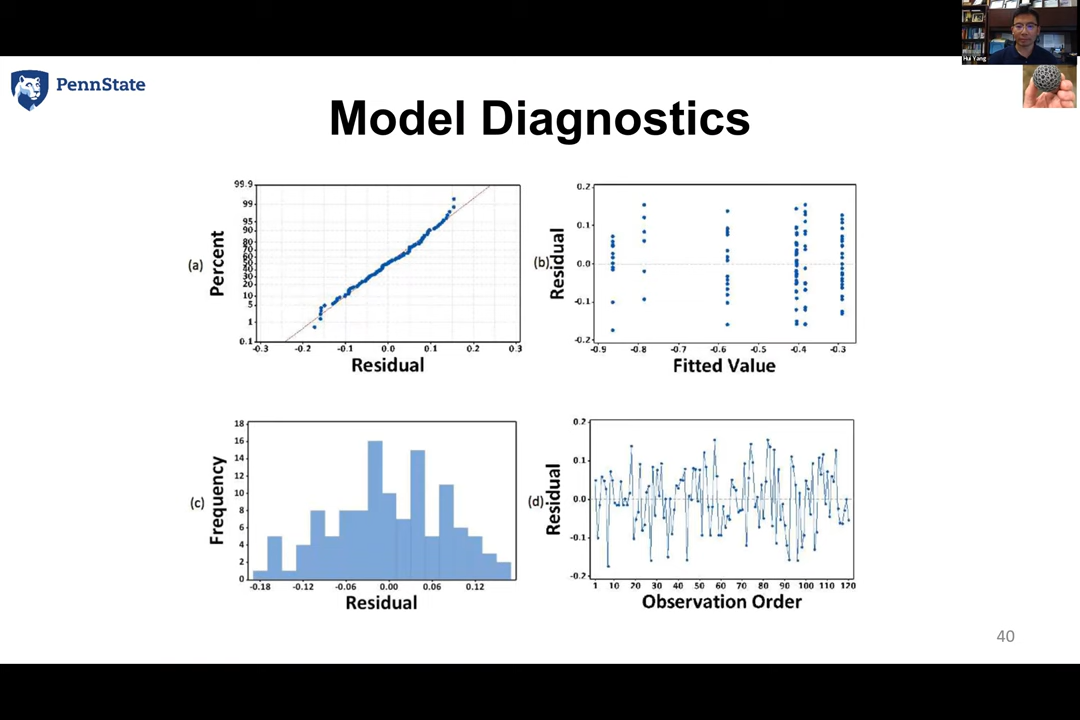 Hui Yang
PennState
Model Diagnostics
(a)
Percent
99.9
99
95
90
80
70
60
50
40
30
20
10
5
1
0.1
-0.3 -0.2 -0.1 0.0 0.1 0.2 0.3
Residual
(b)
Residual
0.2
0.1
0.0
-0.1
-0.2
-0.9 -0.8 -0.7 -0.6 -0.5 -0.4 -0.3
Fitted Value
(c)
Frequency
18
16
14
12
10
8
6
4
2
0
-0.18 -0.12 -0.06 0.00 0.06 0.12
Residual
(d)
Residual
0.2
0.1
0.0
-0.1
-0.2
1 10 20 30 40 50 60 70 80 90 100 110 120
Observation Order
40